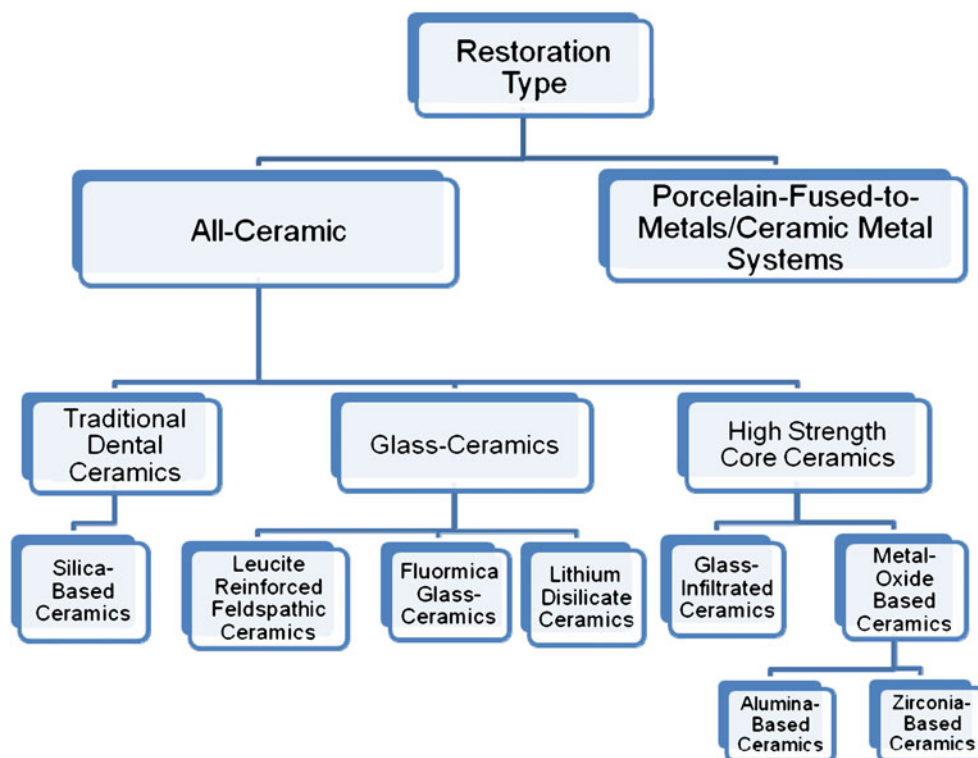 Restoration
Type
All-Ceramic
Porcelain-Fused-to-
Metals/Ceramic Metal
Systems
Traditional
Dental
Ceramics
Glass-Ceramics
High Strength
Core Ceramics
Silica-
Based
Ceramics
Leucite
Reinforced
Feldspathic
Ceramics
Fluormica
Glass-
Ceramics
Lithium
Disilicate
Ceramics
Glass-
Infiltrated
Ceramics
Metal-
Oxide
Based
Ceramics
Alumina-
Based
Ceramics
Zirconia-
Based
Ceramics